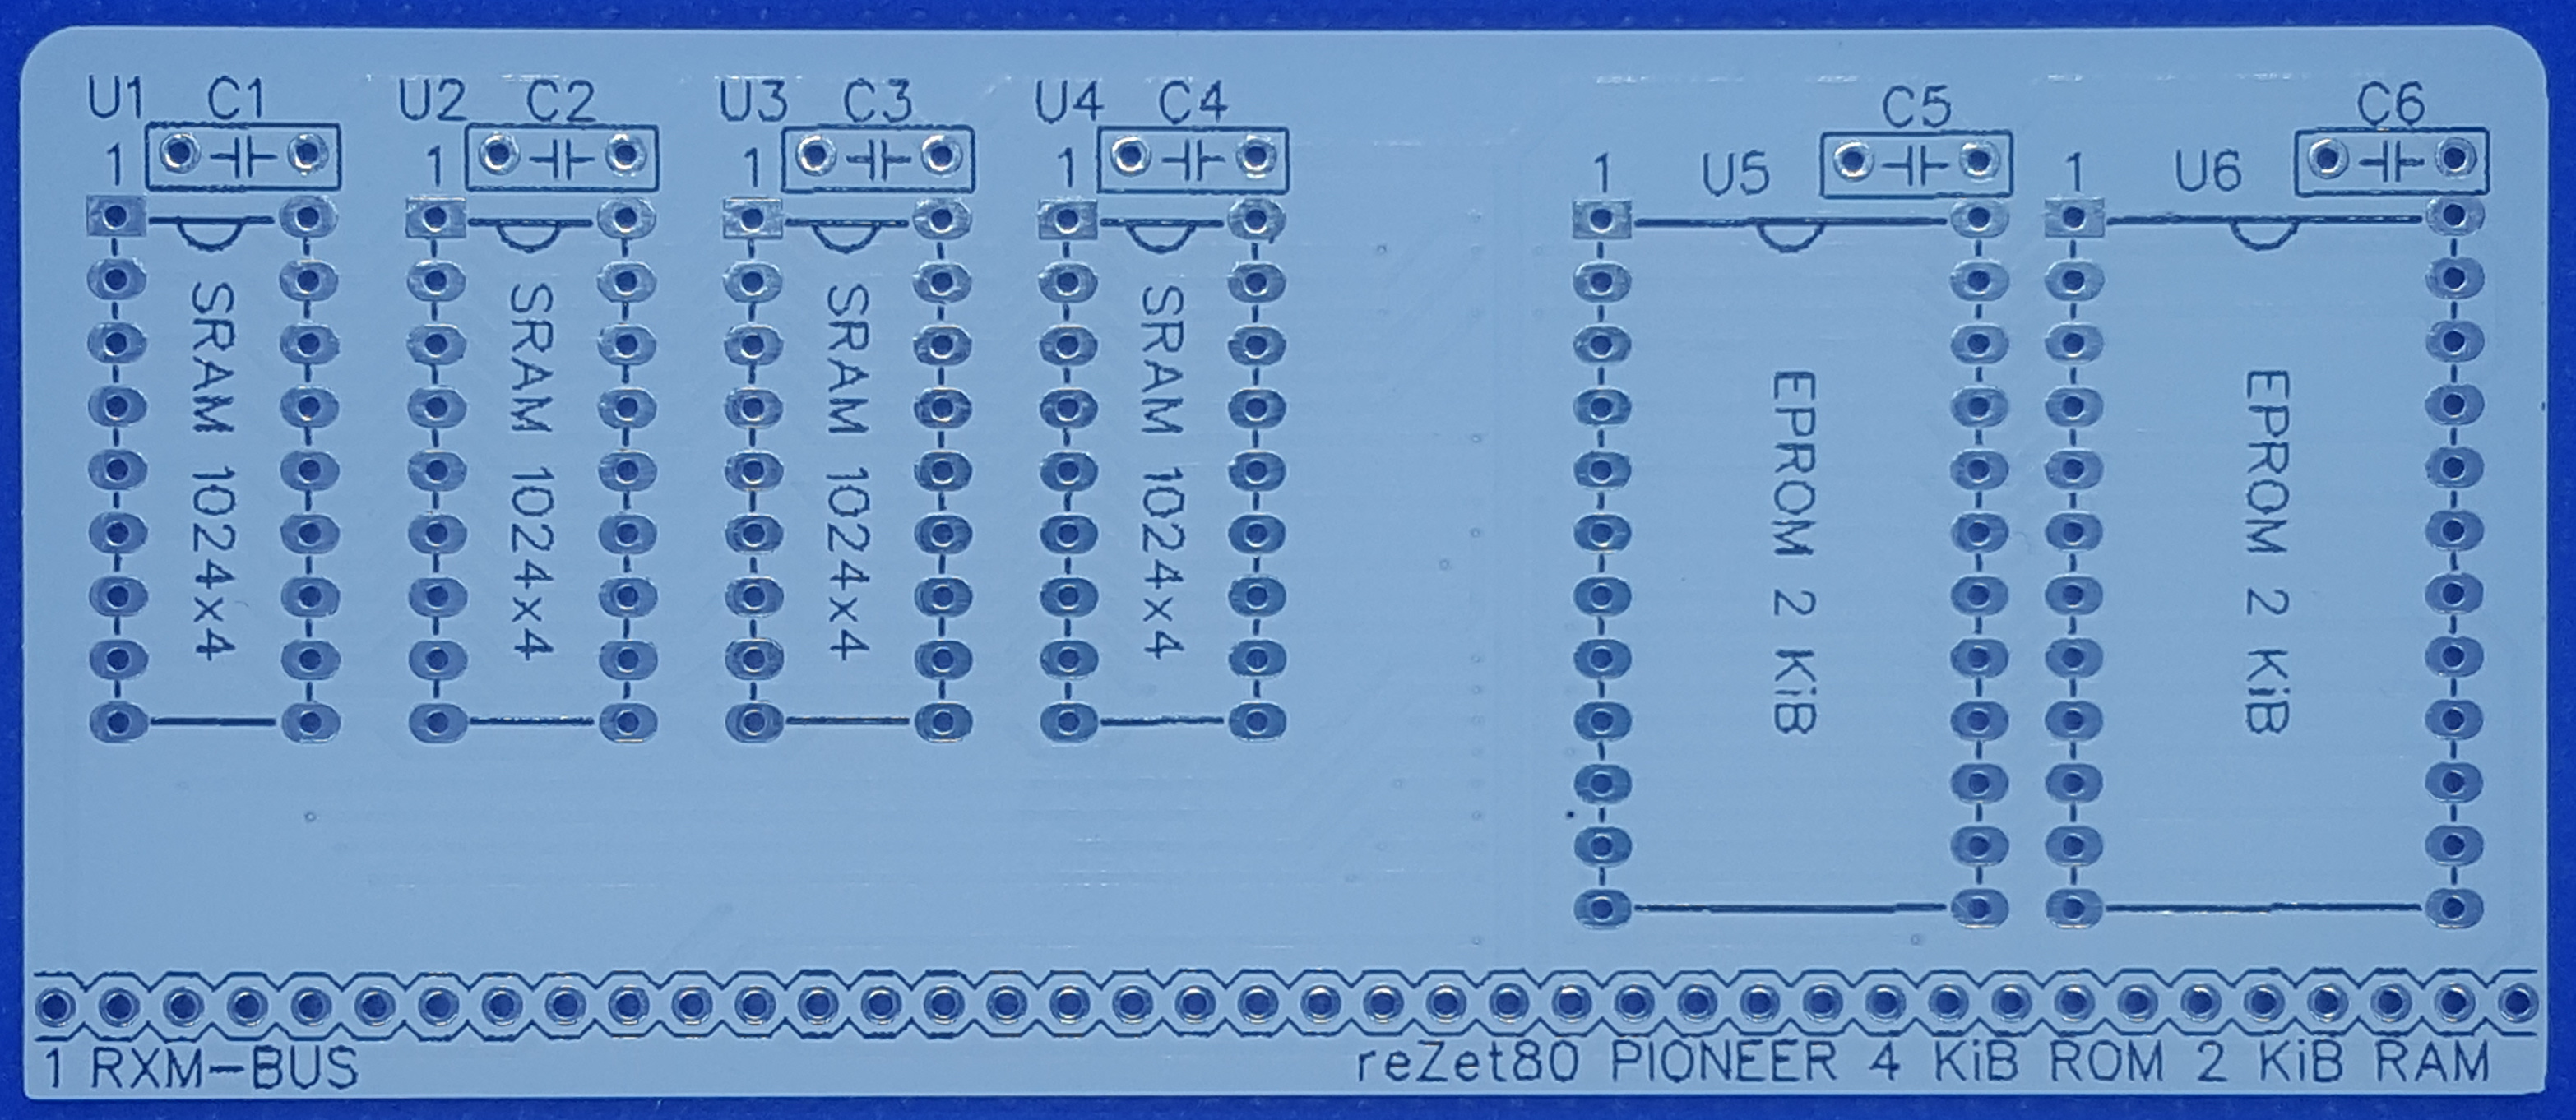 U1 C1 U2 C2 U3 C3 U4 C4 C5 C6
1 1 1 1 1 U5 1 U6
SRAM 1024x4
SRAM 1024x4
SRAM 1024x4
SRAM 1024x4
EPROM 2 KiB
EPROM 2 KiB
1 RXM-BUS
reZet80 PIONEER 4 KiB ROM 2 KiB RAM